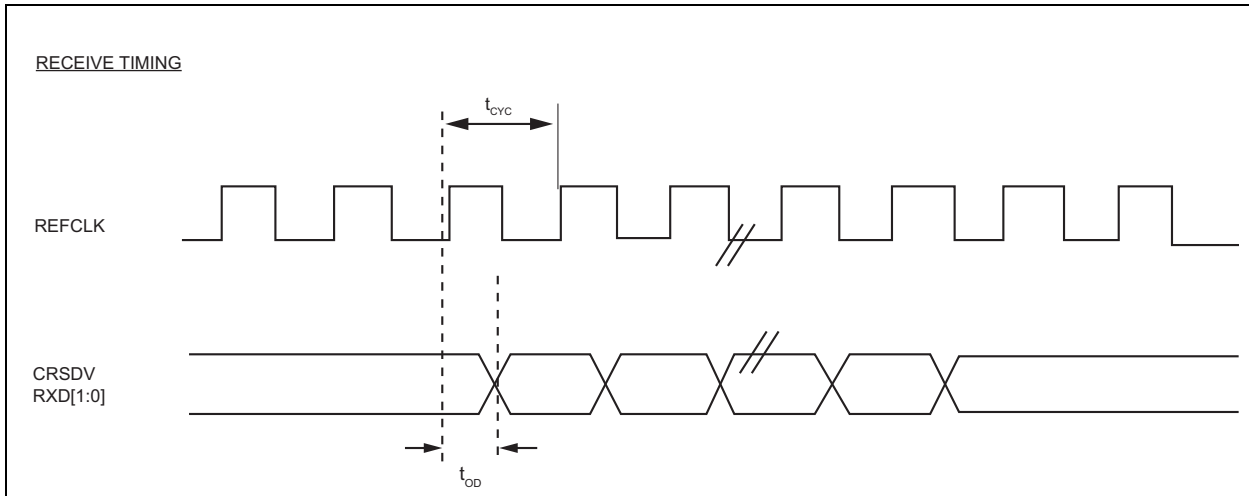 RECEIVE TIMING
tCYC
REFCLK
CRSDV
RXD[1:0]
tOD